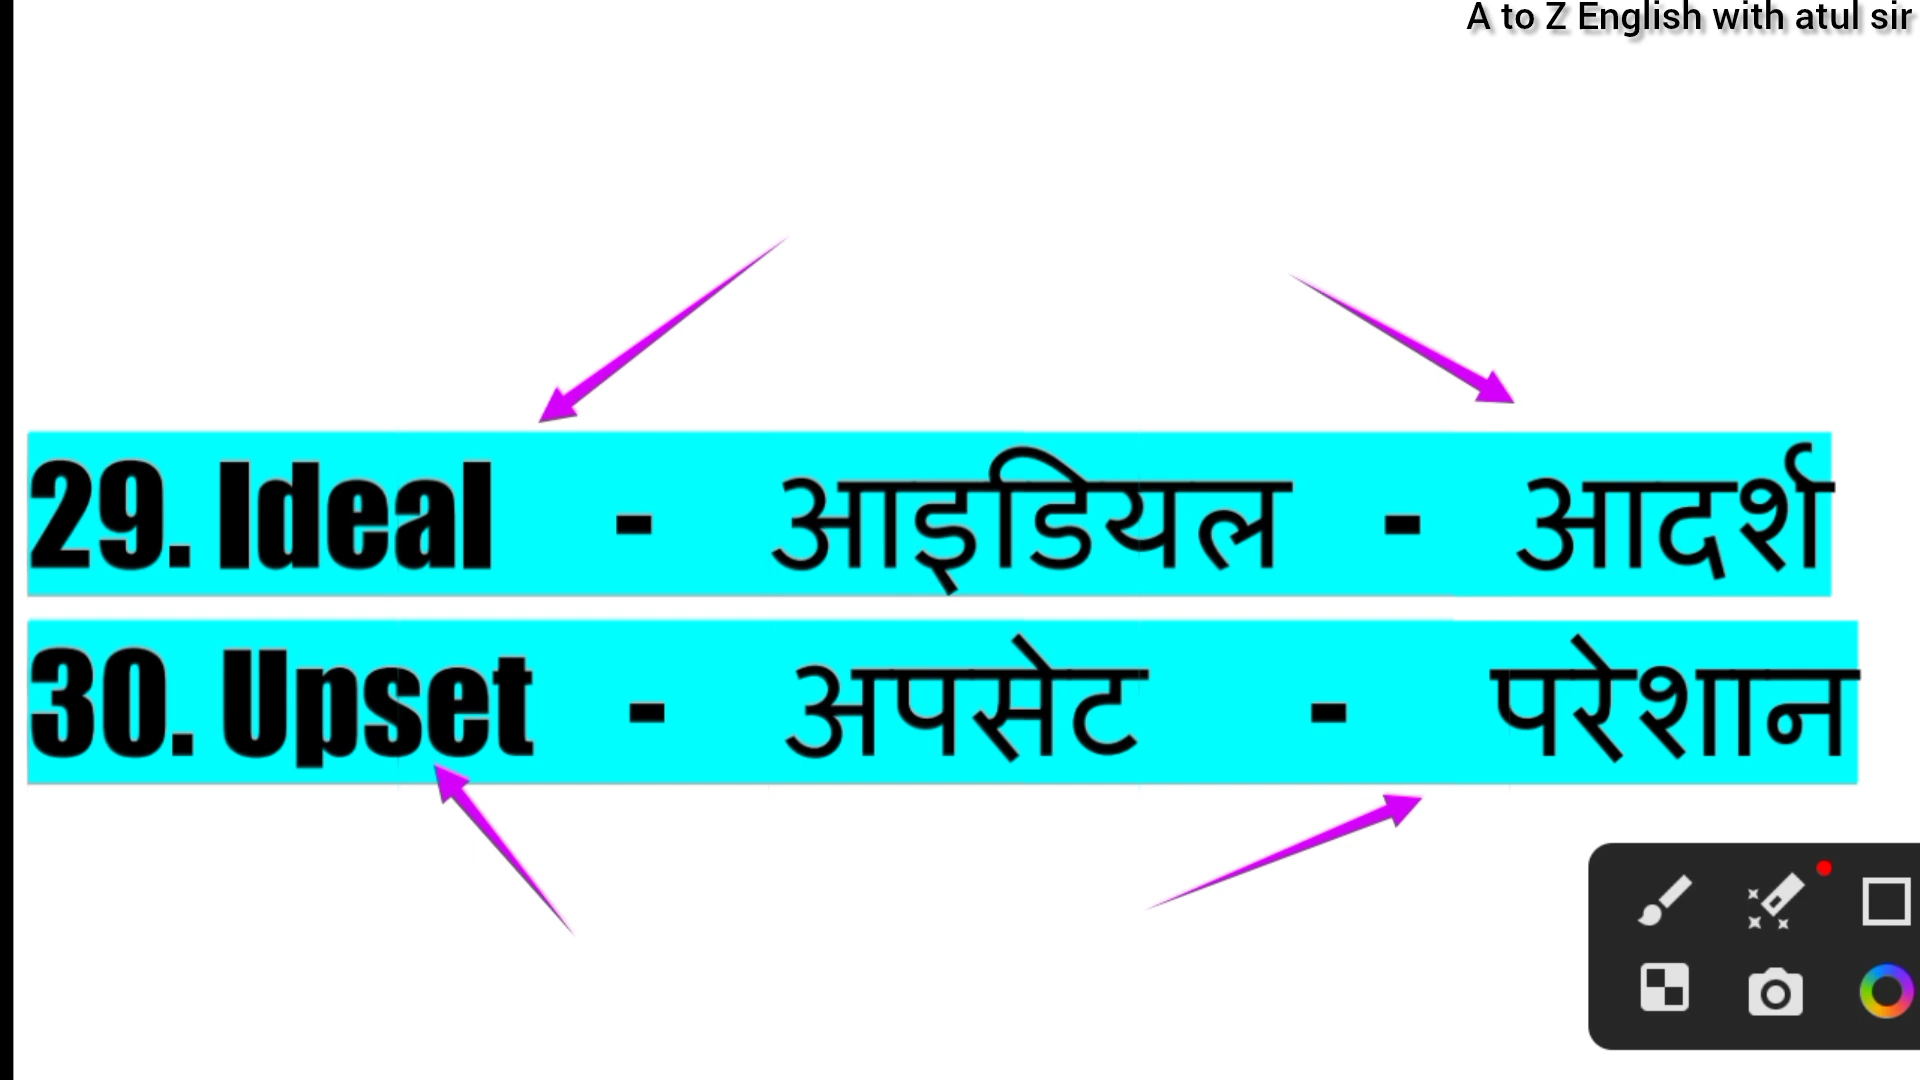 A to Z English with atul sir
29. Ideal - आइडियल - आदर्श
30. Upset - अपसेट - परेशान